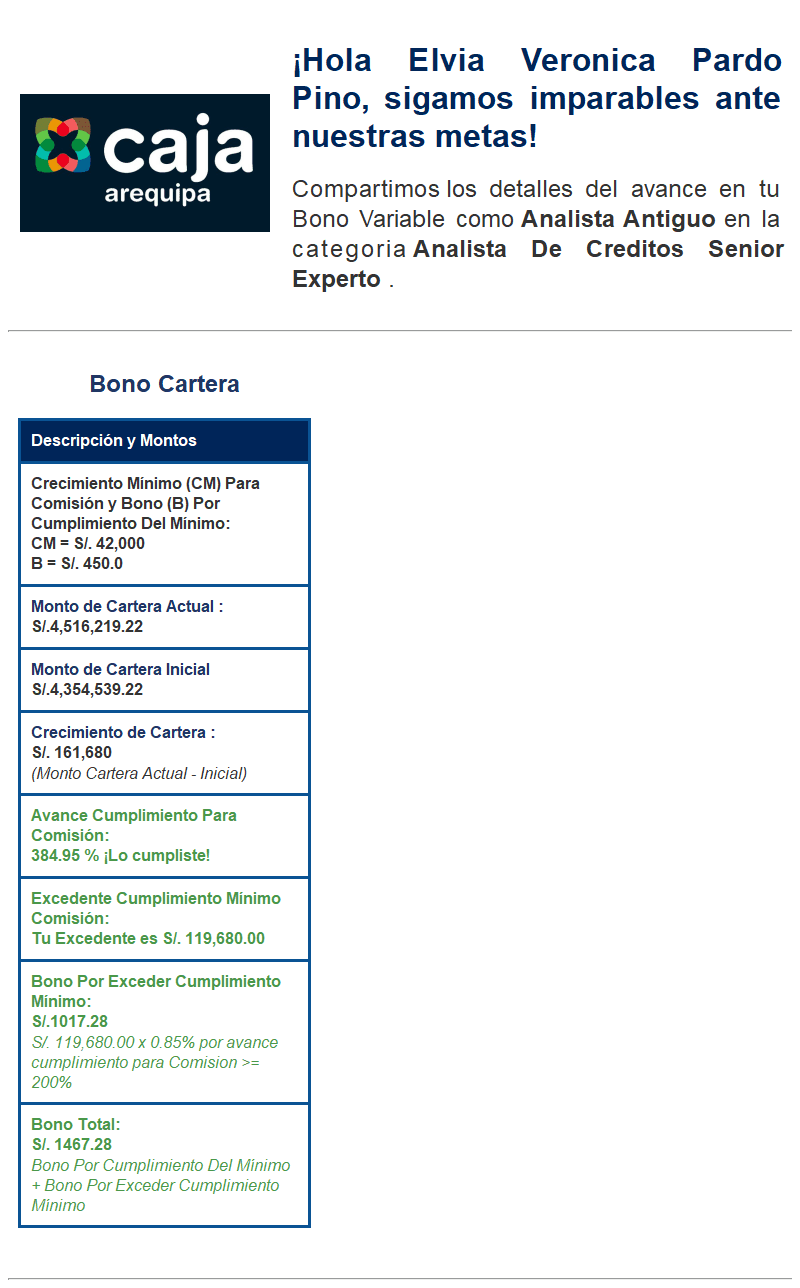 caja
arequipa
¡Hola Elvia Veronica Pardo
Pino, sigamos imparables ante
nuestras metas!
Compartimos los detalles del avance en tu
Bono Variable como Analista Antiguo en la
categoria Analista De Creditos Senior
Experto .
Bono Cartera
Descripción y Montos
Crecimiento Mínimo (CM) Para
Comisión y Bono (B) Por
Cumplimiento Del Mínimo:
CM = S/. 42,000
B = S/. 450.0
Monto de Cartera Actual :
S/.4,516,219.22
Monto de Cartera Inicial
S/.4,354,539.22
Crecimiento de Cartera :
S/. 161,680
(Monto Cartera Actual - Inicial)
Avance Cumplimiento Para
Comisión:
384.95 % ¡Lo cumpliste!
Excedente Cumplimiento Mínimo
Comisión:
Tu Excedente es S/. 119,680.00
Bono Por Exceder Cumplimiento
Minimo:
S/.1017.28
S/. 119,680.00 x 0.85% por avance
cumplimiento para Comision >=
200%
Bono Total:
S/. 1467.28
Bono Por Cumplimiento Del Mínimo
+ Bono Por Exceder Cumplimiento
Mínimo